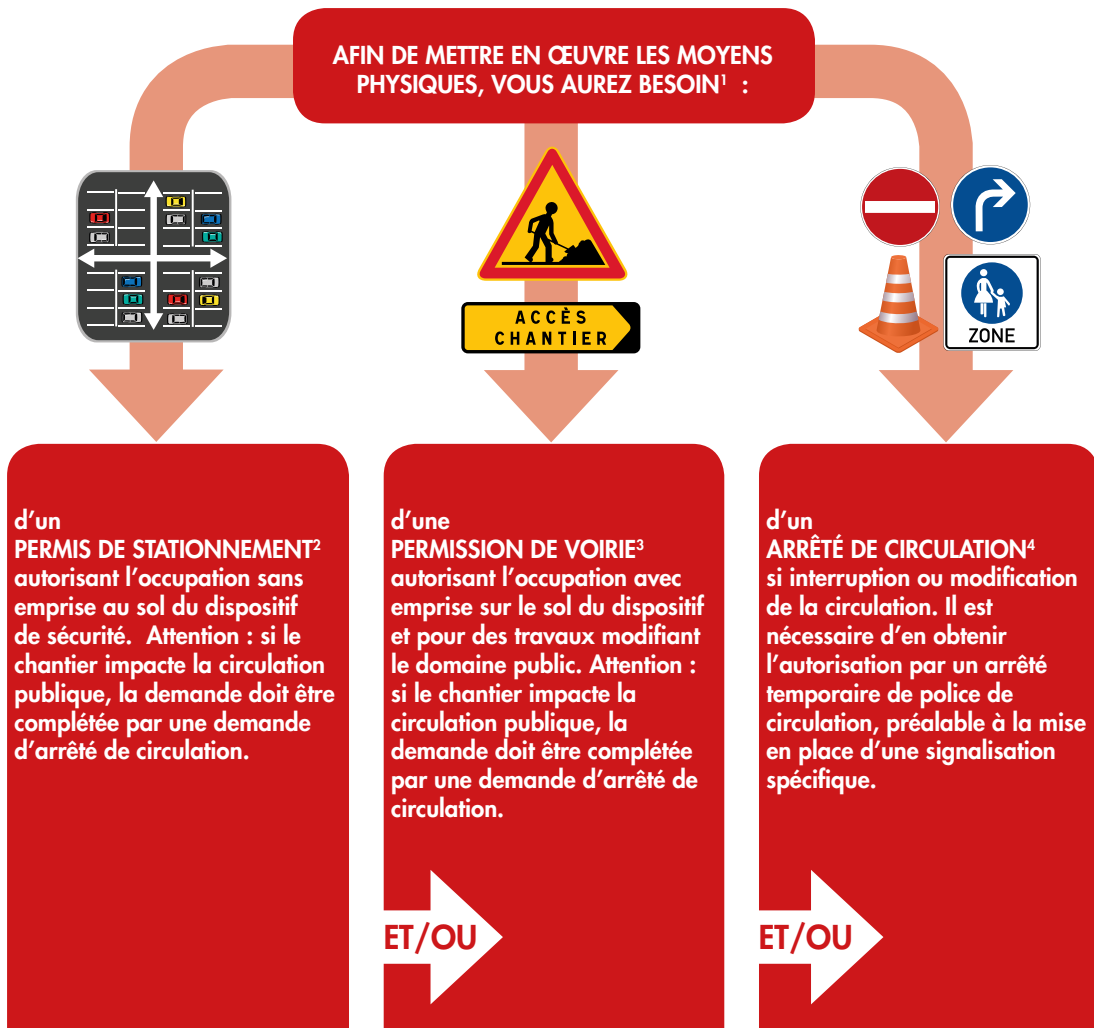 AFIN DE METTRE EN ŒUVRE LES MOYENS
PHYSIQUES, VOUS AUREZ BESOIN¹ :
ACCÈS
CHANTIER
ZONE
d’un
PERMIS DE STATIONNEMENT²
autorisant l’occupation sans
emprise au sol du dispositif
de sécurité. Attention : si le
chantier impacte la circulation
publique, la demande doit être
complétée par une demande
d’arrêté de circulation.
d’une
PERMISSION DE VOIRIE³
autorisant l’occupation avec
emprise sur le sol du dispositif
et pour des travaux modifiant
le domaine public. Attention :
si le chantier impacte la
circulation publique, la
demande doit être complétée
par une demande d’arrêté de
circulation.
ET/OU
d’un
ARRÊTÉ DE CIRCULATION⁴
si interruption ou modification
de la circulation. Il est
nécessaire d’en obtenir
l’autorisation par un arrêté
temporaire de police de
circulation, préalable à la mise
en place d’une signalisation
spécifique.
ET/OU